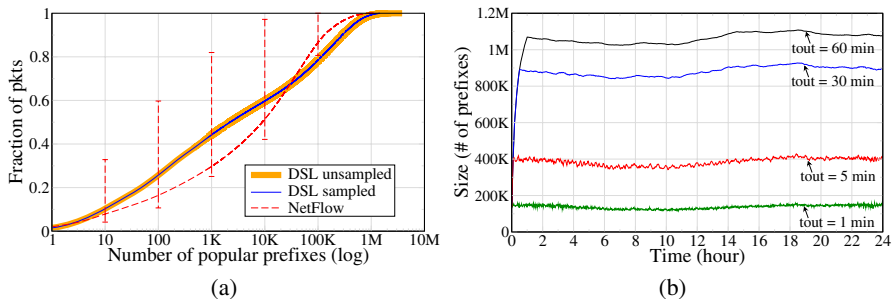 Fraction of pkts
1
0.8
0.6
0.4
0.2
0
DSL unsampled
DSL sampled
NetFlow
1 10 100 1K 10K 100K 1M 10M
Number of popular prefixes (log)
(a)
Size (# of prefixes)
1.2M
1M
800K
600K
400K
200K
0
tout = 60 min
tout = 30 min
tout = 5 min
tout = 1 min
0 2 4 6 8 10 12 14 16 18 20 22 24
Time (hour)
(b)